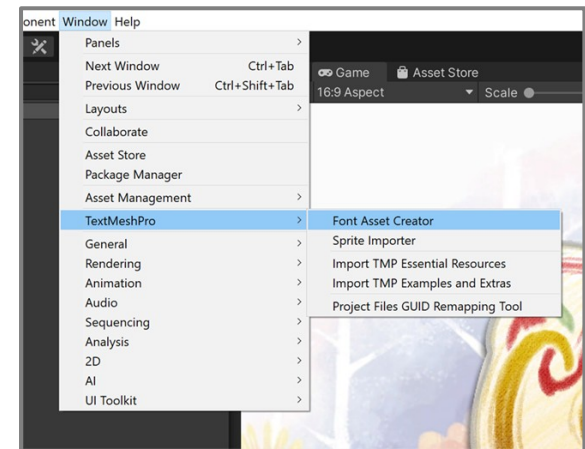 onent Window Help
Panels >
Next Window Ctrl+Tab
Previous Window Ctrl+Shift+Tab
Layouts >
Collaborate
Asset Store
Package Manager
Asset Management >
TextMeshPro >
General >
Rendering >
Animation >
Audio >
Sequencing >
Analysis >
2D >
AI >
UI Toolkit >
Font Asset Creator
Sprite Importer
Import TMP Essential Resources
Import TMP Examples and Extras
Project Files GUID Remapping Tool
Game Asset Store
16:9 Aspect Scale